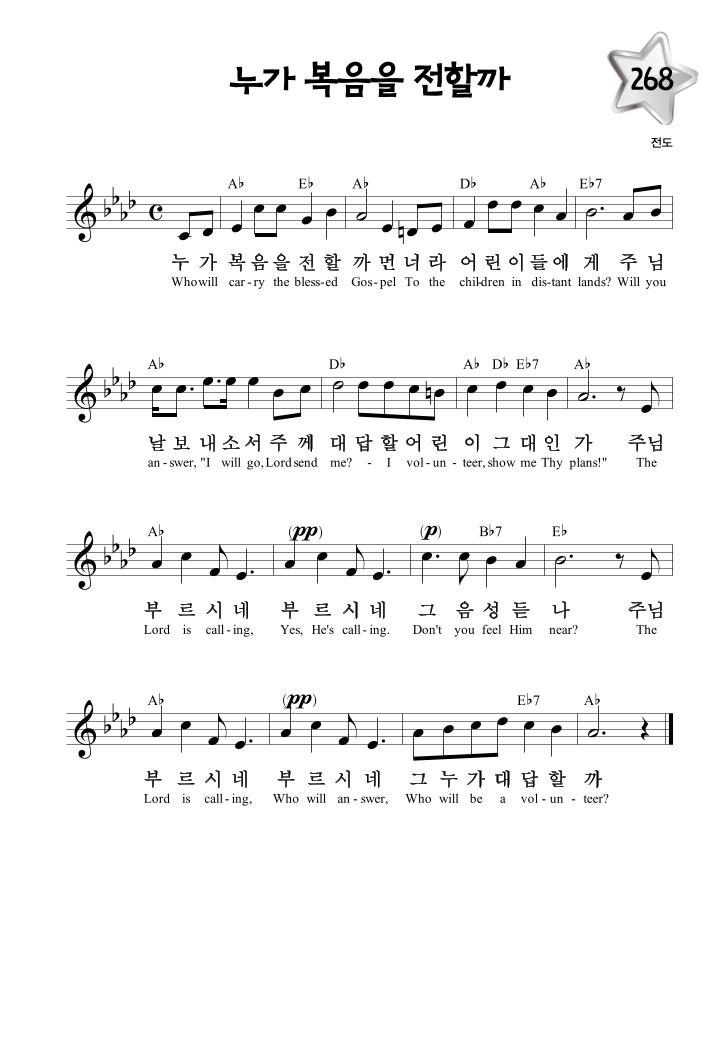 누가 복음을 전할까
268
전도
A♭ E♭ A♭ D♭ A♭ E♭7
누 가 복 음 을 전 할 까 먼 너 라 어 린 이 들 에 게 주 님
Who will car - ry the bless - ed Gos - pel To the chil - dren in dis - tant lands? Will you
A♭ D♭ A♭ D♭ E♭7 A♭
날 보 내 소 서 주 께 대 답 할 어 린 이 그 대 인 가 주님
an - swer, "I will go, Lord send me? - I vol - un - teer, show me Thy plans!" The
A♭ (pp) (p) B♭7 E♭
부 르 시 네 부 르 시 네 그 음 성 듣 나 주님
Lord is call - ing, Yes, He's call - ing. Don't you feel Him near? The
A♭ (pp) E♭7 A♭
부 르 시 네 부 르 시 네 그 누 가 대 답 할 까
Lord is call - ing, Who will an - swer, Who will be a vol - un - teer?